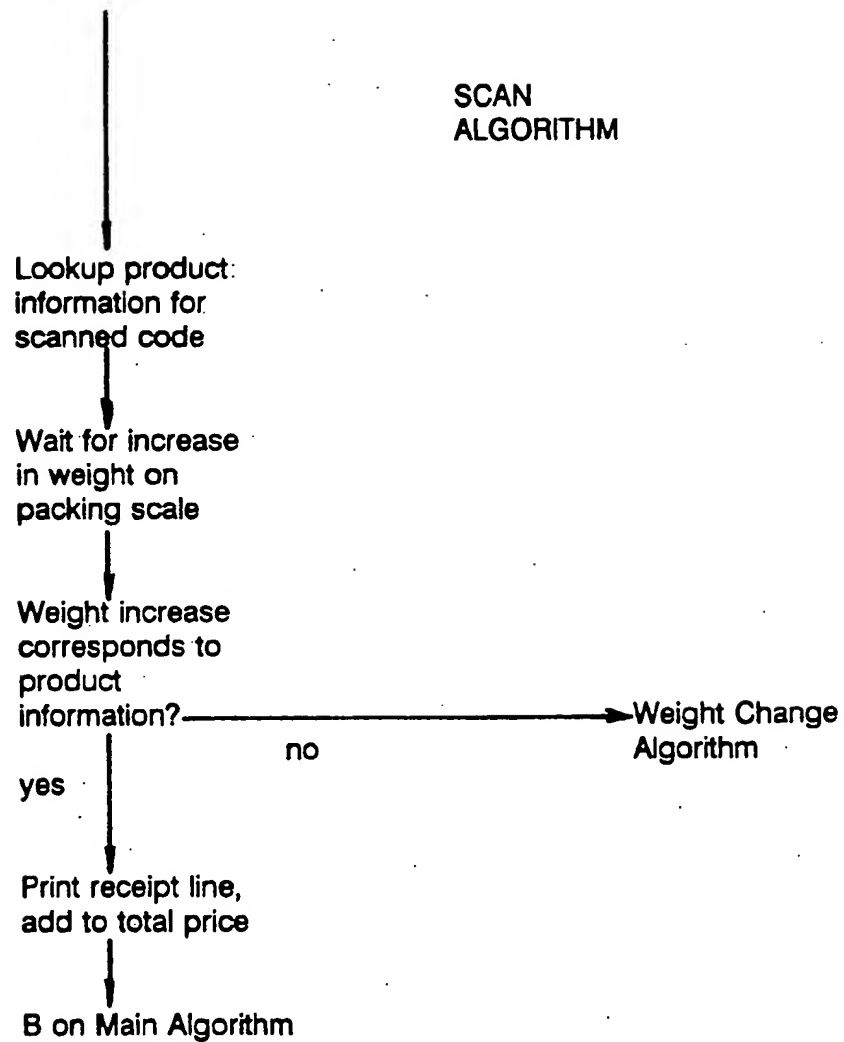 SCAN
ALGORITHM
Lookup product:
information for
scanned code
Wait for increase
in weight on
packing scale
Weight increase
corresponds to
product
information?
Weight Change
Algorithm
no
yes
Print receipt line,
add to total price
B on Main Algorithm